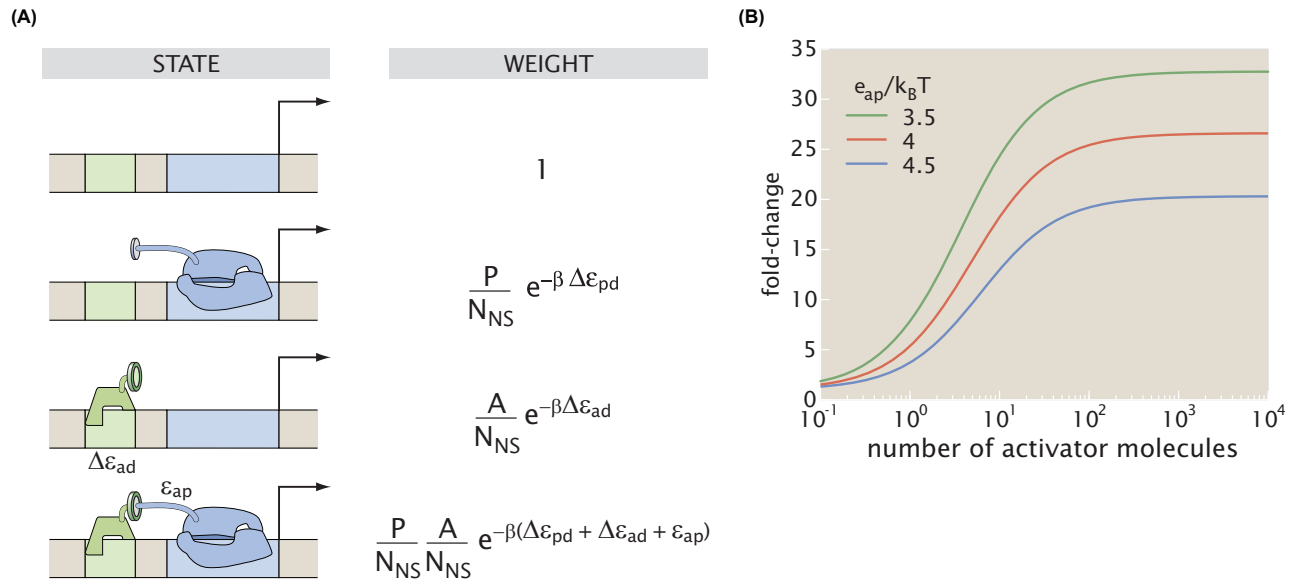 (A)
STATE WEIGHT
1
P/N_NS e^(−β Δε_pd)
A/N_NS e^(−βΔε_ad)
Δε_ad
ε_ap
P/N_NS A/N_NS e^(−β(Δε_pd + Δε_ad + ε_ap))
(B)
35
30
25
20
15
10
5
0
fold-change
e_ap/k_BT
3.5
4
4.5
10^-1 10^0 10^1 10^2 10^3 10^4
number of activator molecules